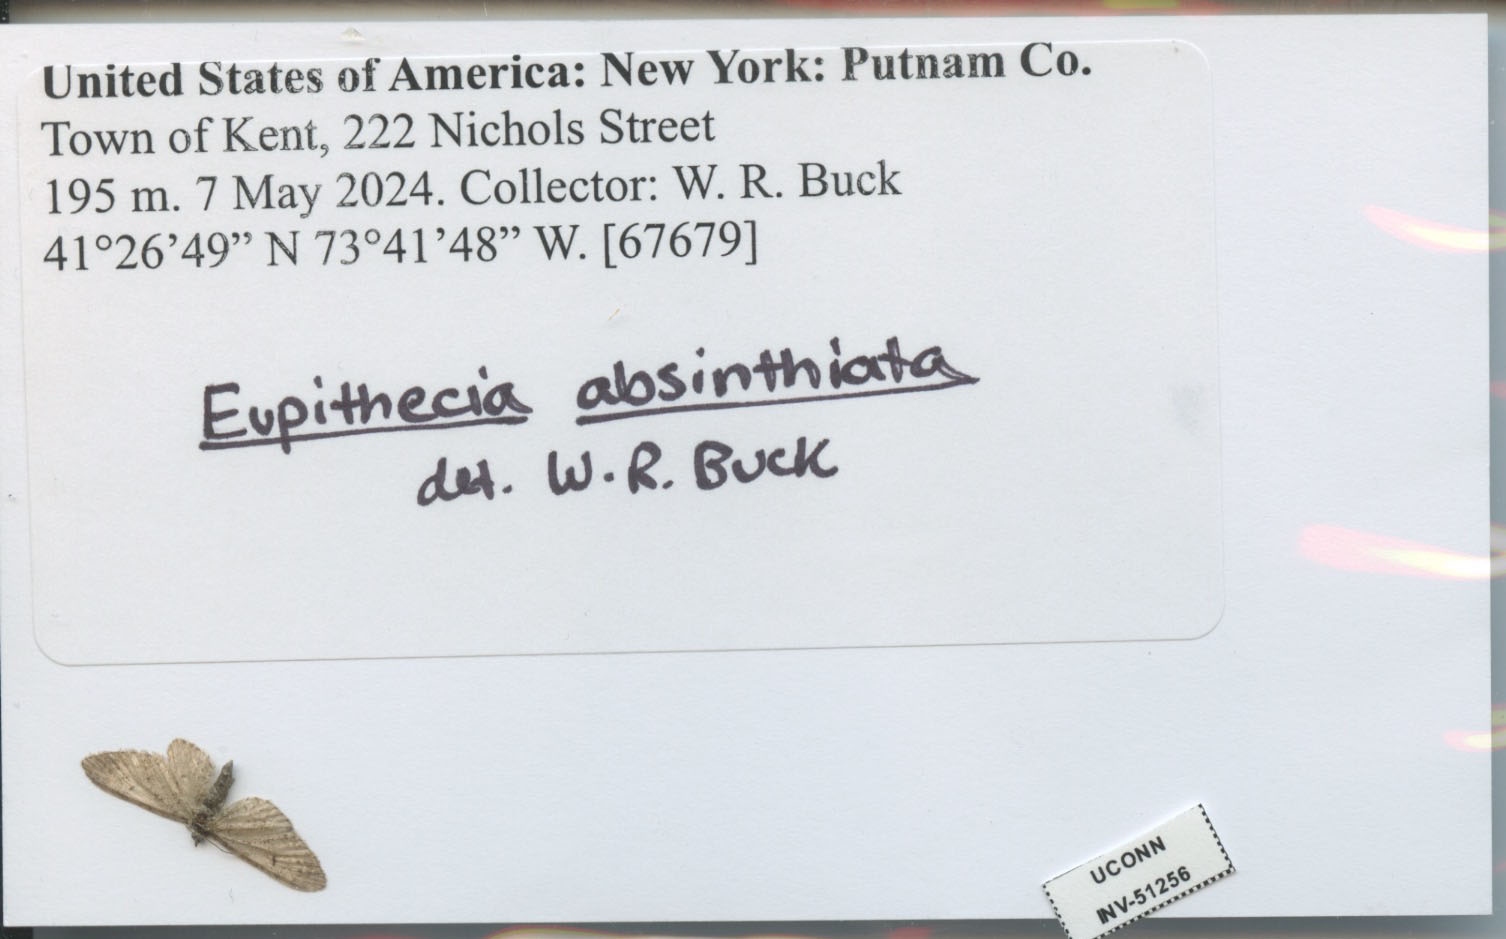 United States of America: New York: Putnam Co.
Town of Kent, 222 Nichols Street
195 m. 7 May 2024. Collector: W. R. Buck
41°26’49” N 73°41’48” W. [67679]
Eupithecia absinthiata
det. W. R. Buck
UCONN
INV-51256